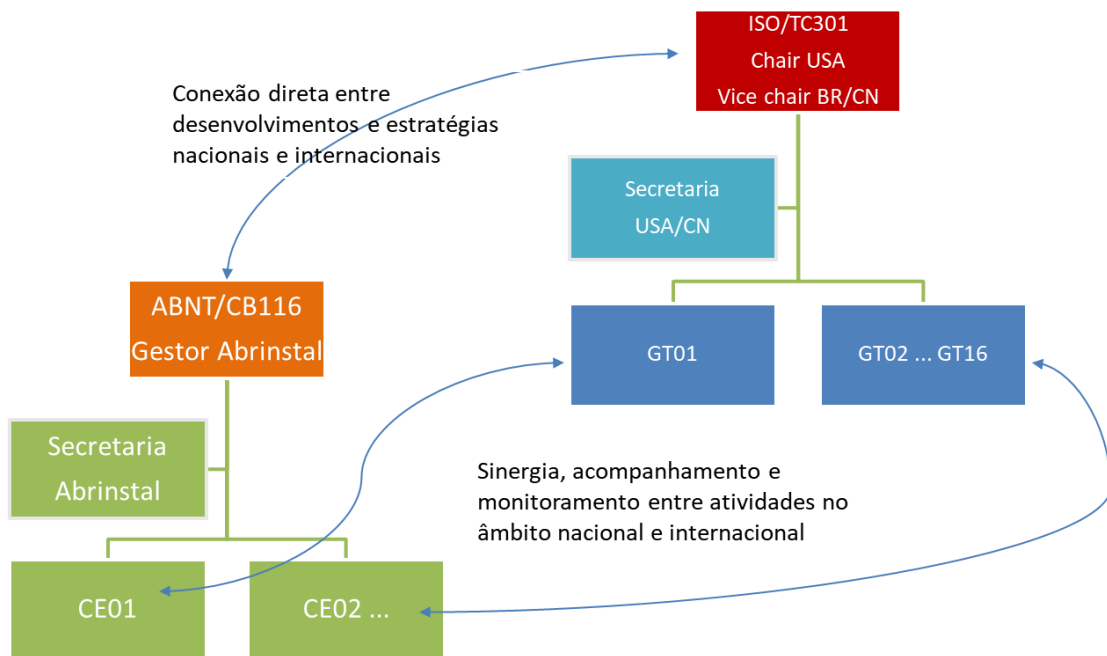 ISO/TC301
Chair USA
Vice chair BR/CN
Conexão direta entre
desenvolvimentos e estratégias
nacionais e internacionais
Secretaria
USA/CN
ABNT/CB116
Gestor Abrinstal
GT01
GT02 ... GT16
Secretaria
Abrinstal
Sinergia, acompanhamento e
monitoramento entre atividades no
âmbito nacional e internacional
CE01
CE02 ...